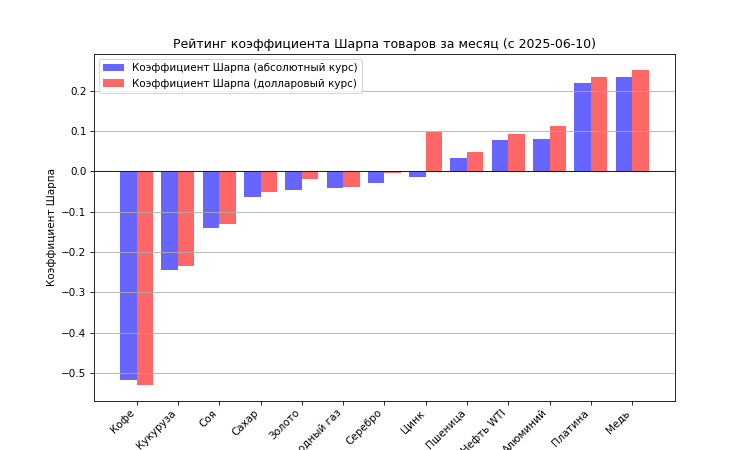 Рейтинг коэффициента Шарпа товаров за месяц (с 2025-06-10)
Коэффициент Шарпа (абсолютный курс)
Коэффициент Шарпа (долларовый курс)
Коэффициент Шарпа
0.2
0.1
0.0
−0.1
−0.2
−0.3
−0.4
−0.5
Кофе
Кукуруза
Соя
Сахар
Золото
одный газ
Серебро
Цинк
Пшеница
Нефть WTI
Алюминий
Платина
Медь